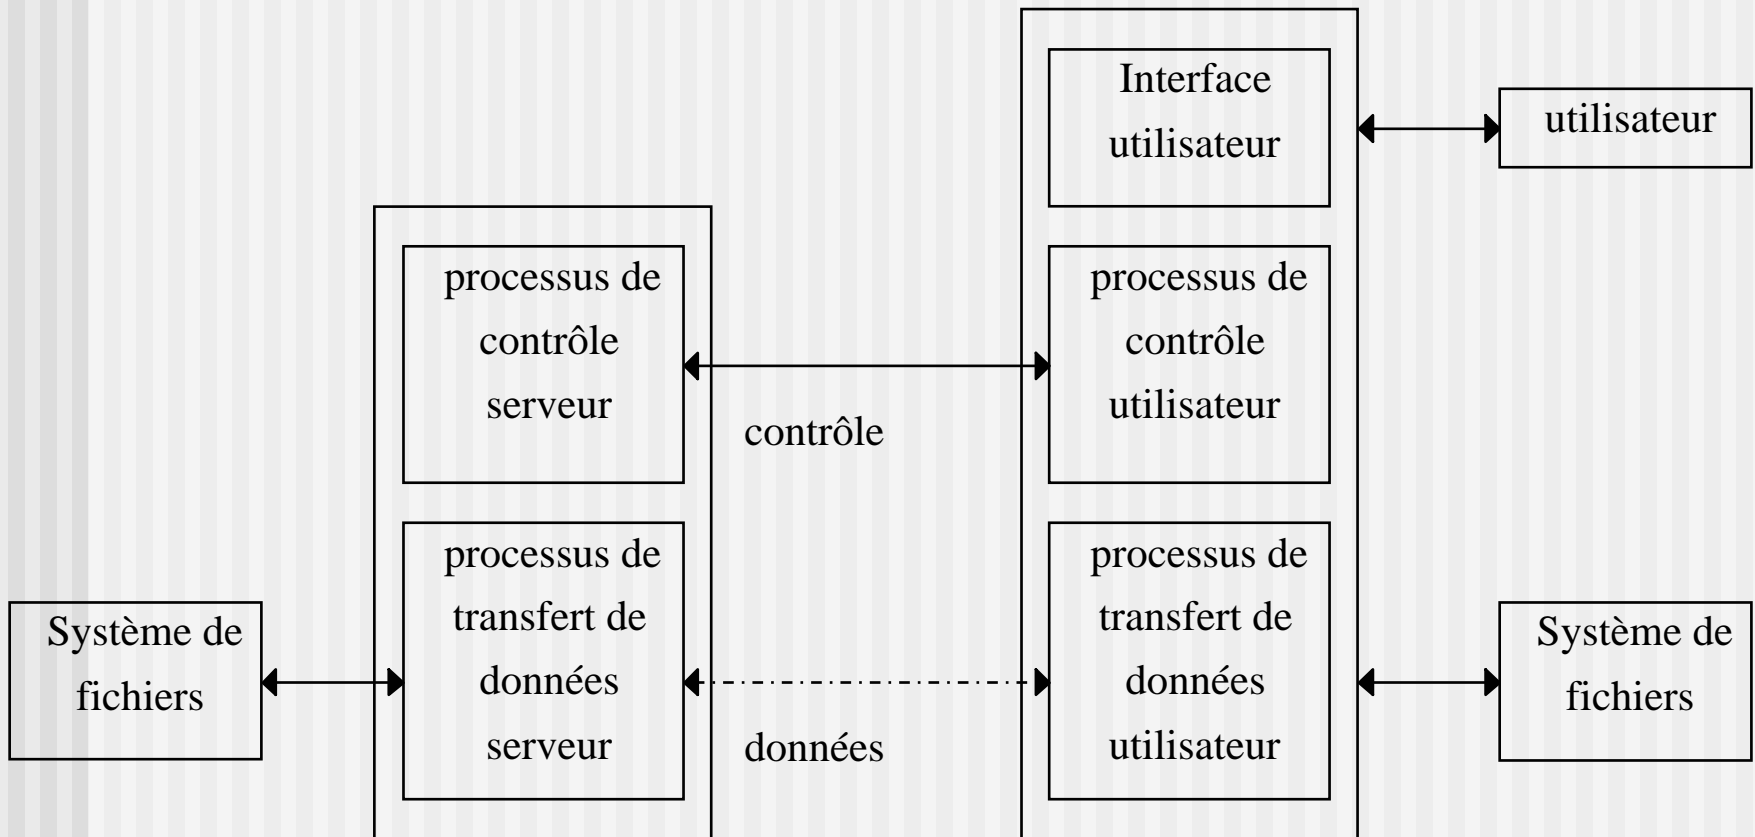 Interface
utilisateur
utilisateur
processus de
contrôle
serveur
processus de
contrôle
utilisateur
contrôle
Système de
fichiers
processus de
transfert de
données
serveur
données
processus de
transfert de
données
utilisateur
Système de
fichiers